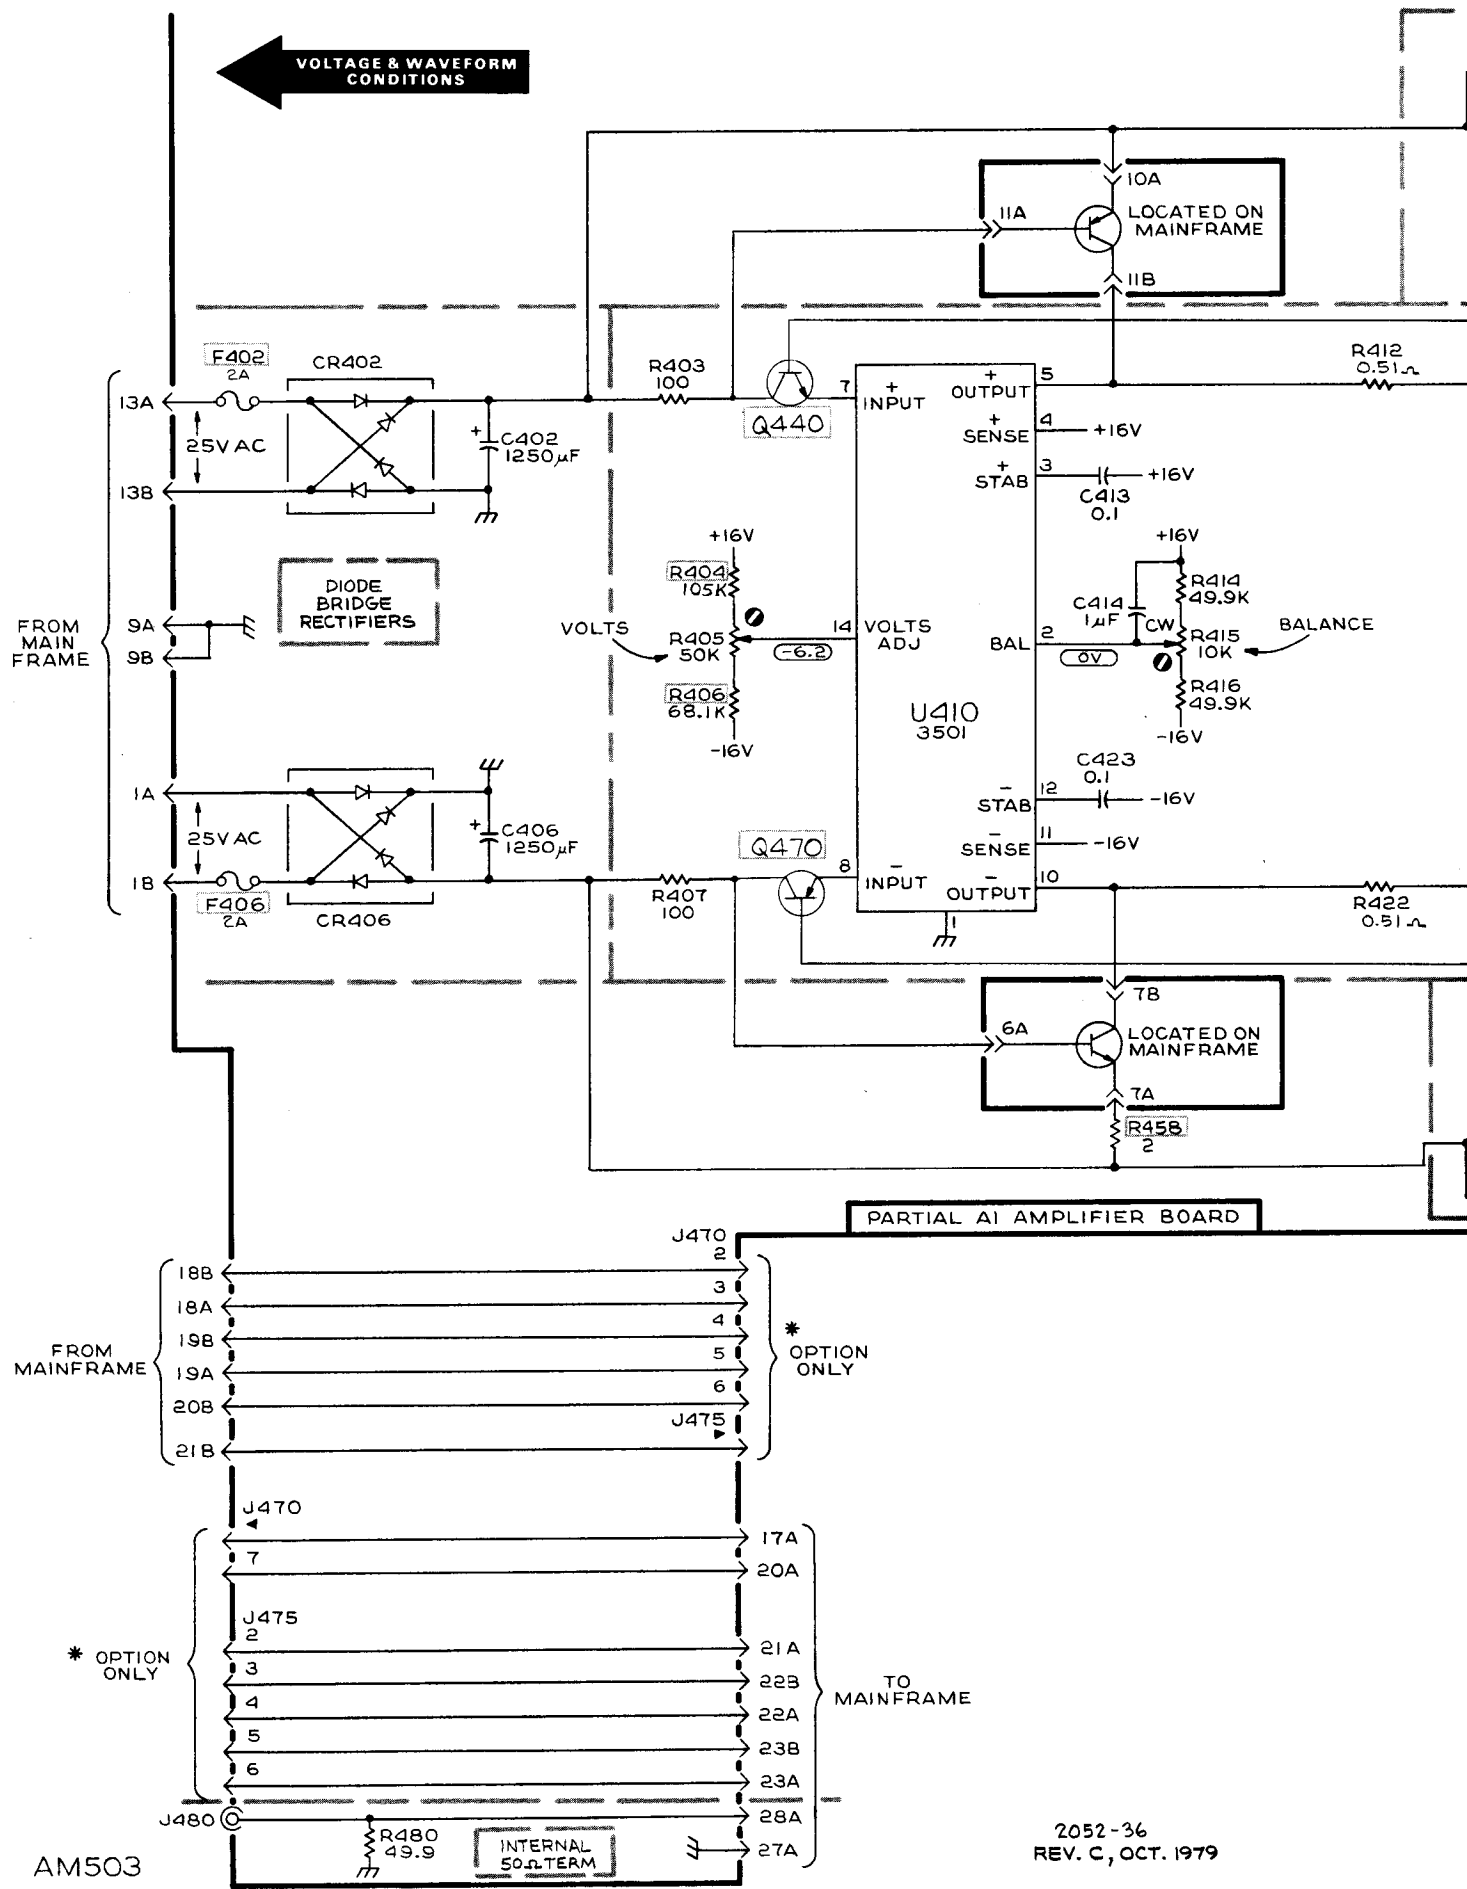 VOLTAGE & WAVEFORM
CONDITIONS
10A
11A
LOCATED ON
MAINFRAME
11B
F402
2A
CR402
R403
100
Q440
7
+
INPUT
+
OUTPUT
5
R412
0.51Ω
13A
25V AC
13B
+
C402
1250µF
+
SENSE
4
+16V
+
STAB
3
+16V
C413
0.1
DIODE
BRIDGE
RECTIFIERS
+16V
R404
105K
VOLTS
R405
50K
-6.2
14
VOLTS
ADJ
R406
68.1K
-16V
+16V
R414
49.9K
C414
1µF
CW
BAL
2
0V
R415
10K
BALANCE
R416
49.9K
-16V
U410
3501
FROM
MAIN
FRAME
9A
9B
1A
25V AC
1B
F406
2A
CR406
+
C406
1250µF
R407
100
Q470
8
-
INPUT
C423
0.1
-
STAB
12
-16V
-
SENSE
11
-16V
-
OUTPUT
10
R422
0.51Ω
1
7B
6A
LOCATED ON
MAINFRAME
7A
R458
2
PARTIAL A1 AMPLIFIER BOARD
J470
2
18B
3
18A
4
19B
5
19A
6
20B
J475
21B
FROM
MAINFRAME
*
OPTION
ONLY
J470
17A
7
20A
J475
2
21A
3
22B
4
22A
5
23B
6
23A
* OPTION
ONLY
TO
MAINFRAME
J480
28A
R480
49.9
INTERNAL
50Ω TERM
27A
AM503
2052-36
REV. C, OCT. 1979